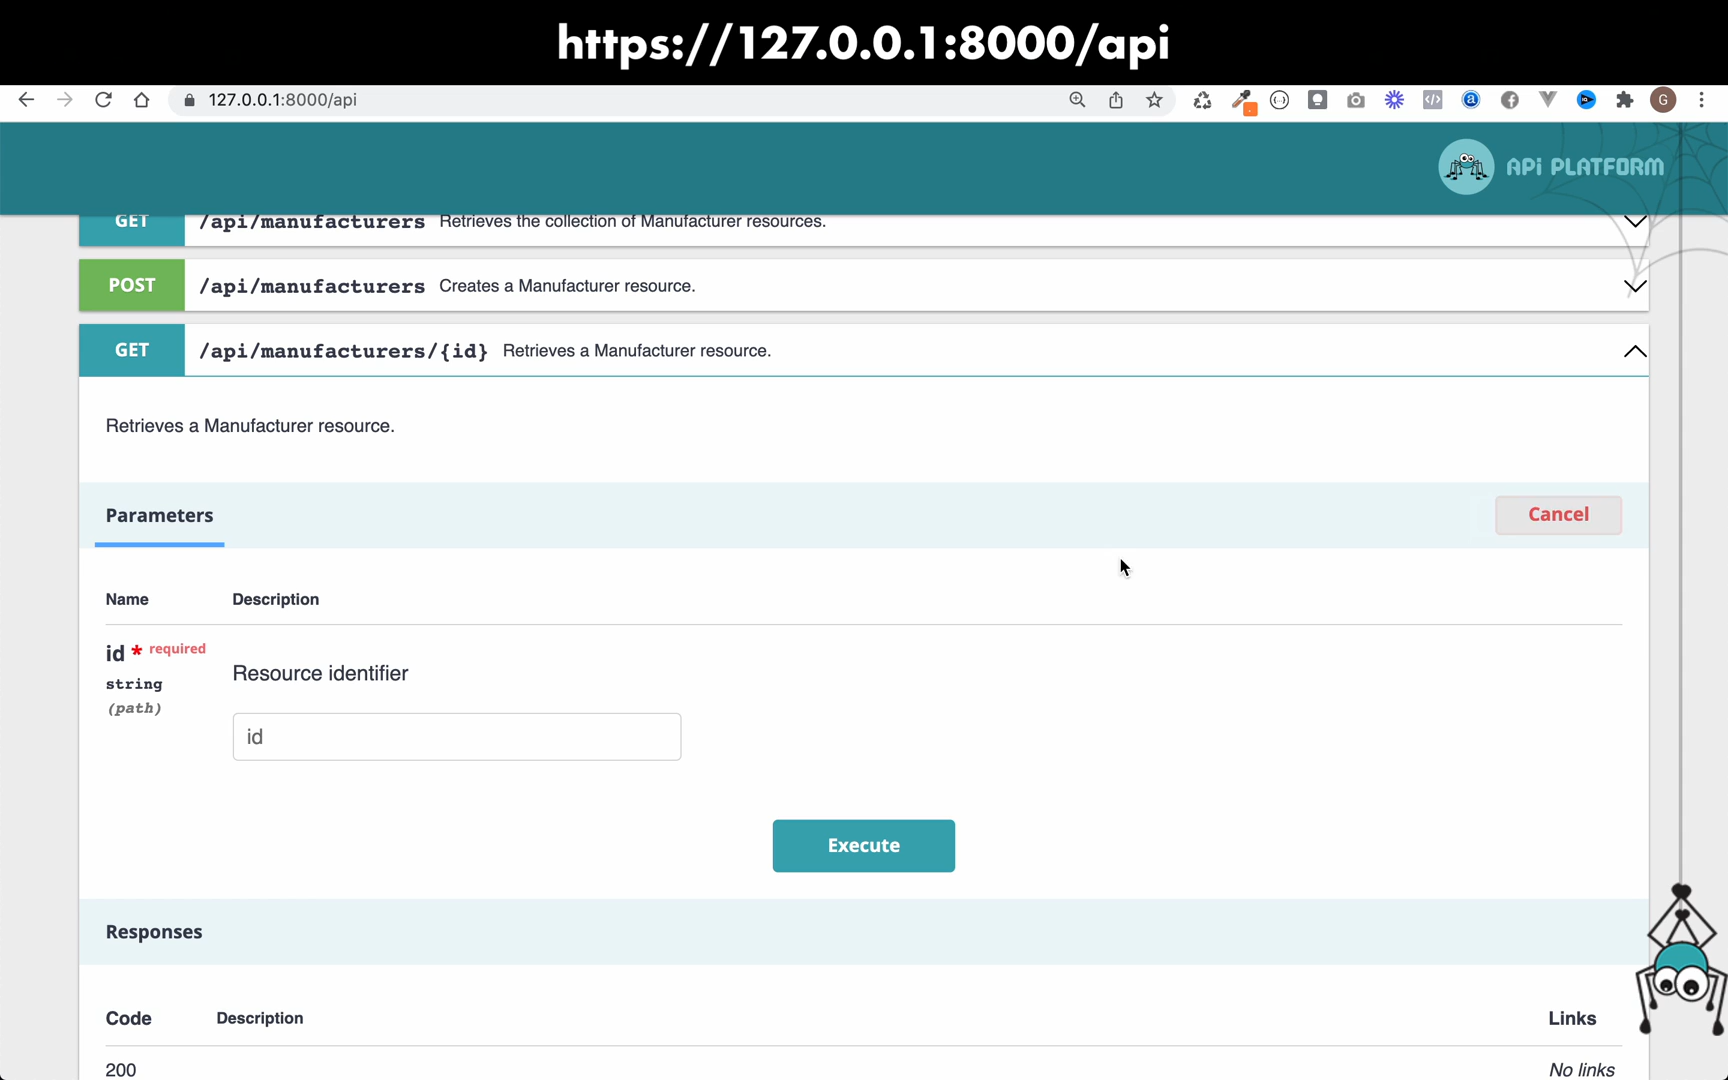 https://127.0.0.1:8000/api
127.0.0.1:8000/api
G
API PLATFORM
GET /api/manufacturers Retrieves the collection of Manufacturer resources.
POST /api/manufacturers Creates a Manufacturer resource.
GET /api/manufacturers/{id} Retrieves a Manufacturer resource.
Retrieves a Manufacturer resource.
Parameters Cancel
Name Description
id * required
string
(path)
Resource identifier
id
Execute
Responses
Code Description Links
200 No links